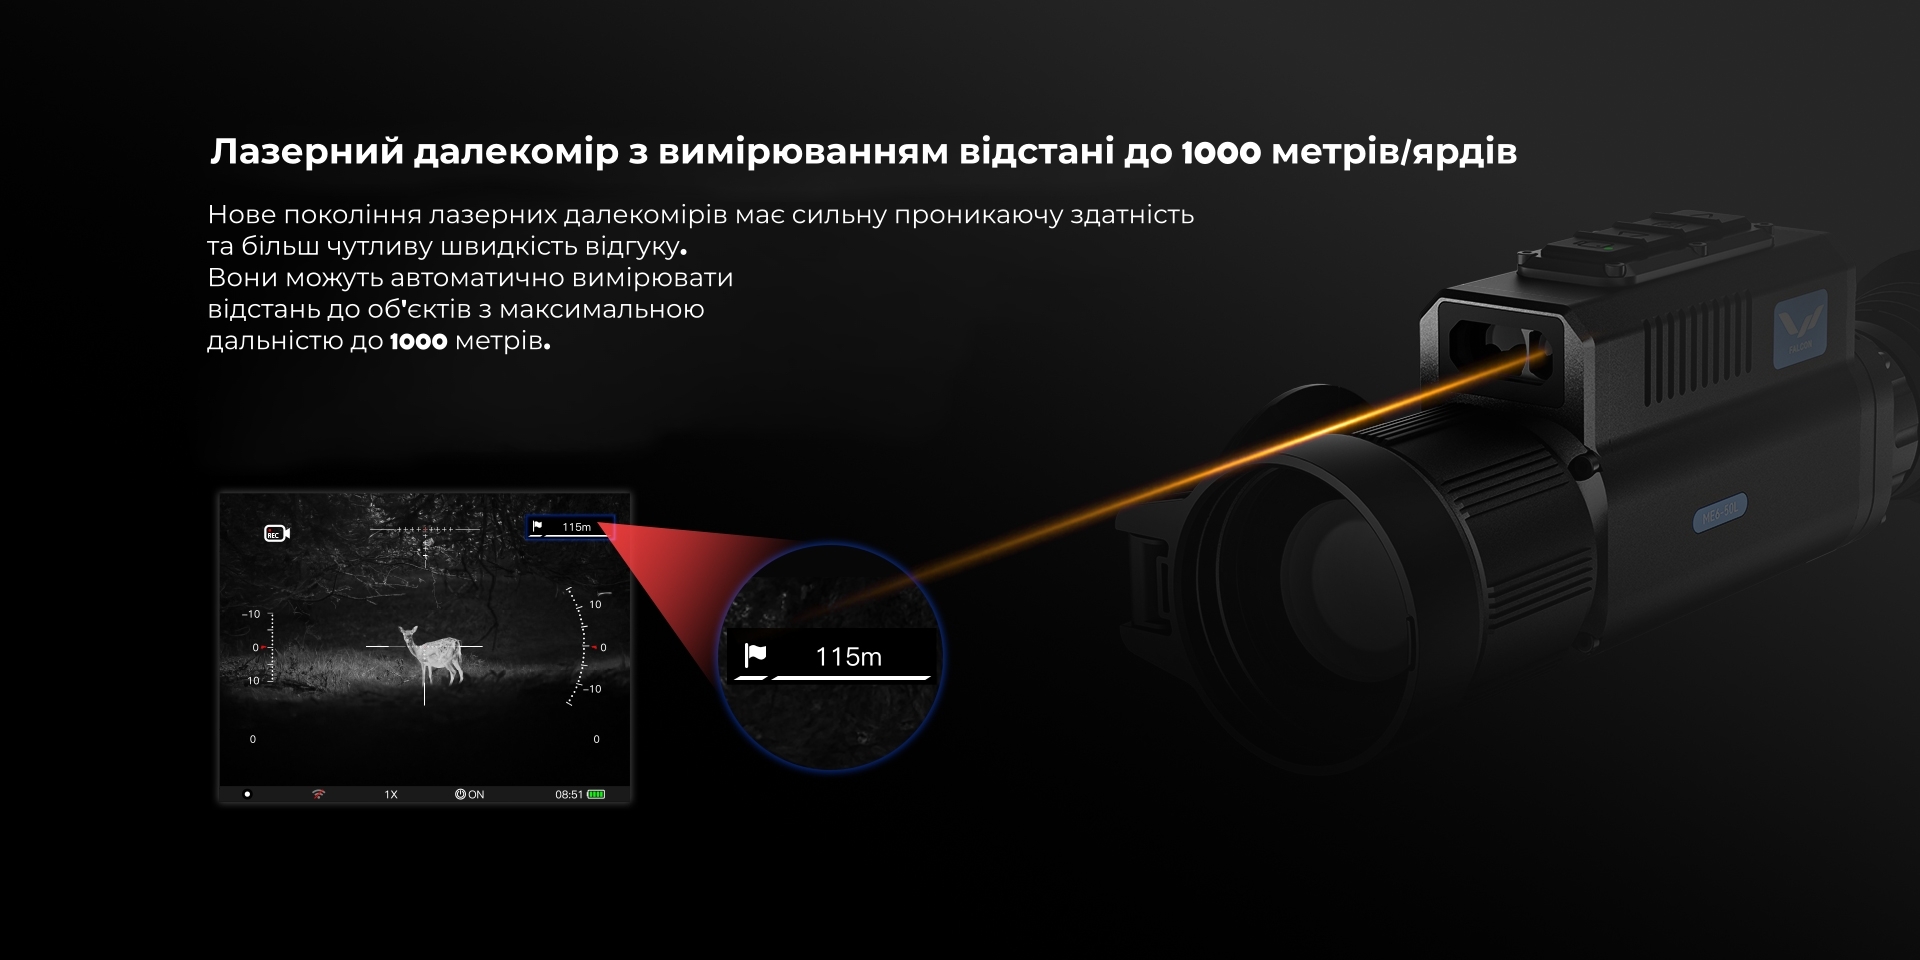 Лазерний далекомір з вимірюванням відстані до 1000 метрів/ярдів
Нове покоління лазерних далекомірів має сильну проникаючу здатність
та більш чутливу швидкість відгуку.
Вони можуть автоматично вимірювати
відстань до об'єктів з максимальною
дальністю до 1000 метрів.
FALCON
ME6-50L
REC
115m
-10
0
10
10
0
-10
0
0
1X
ON
08:51
115m